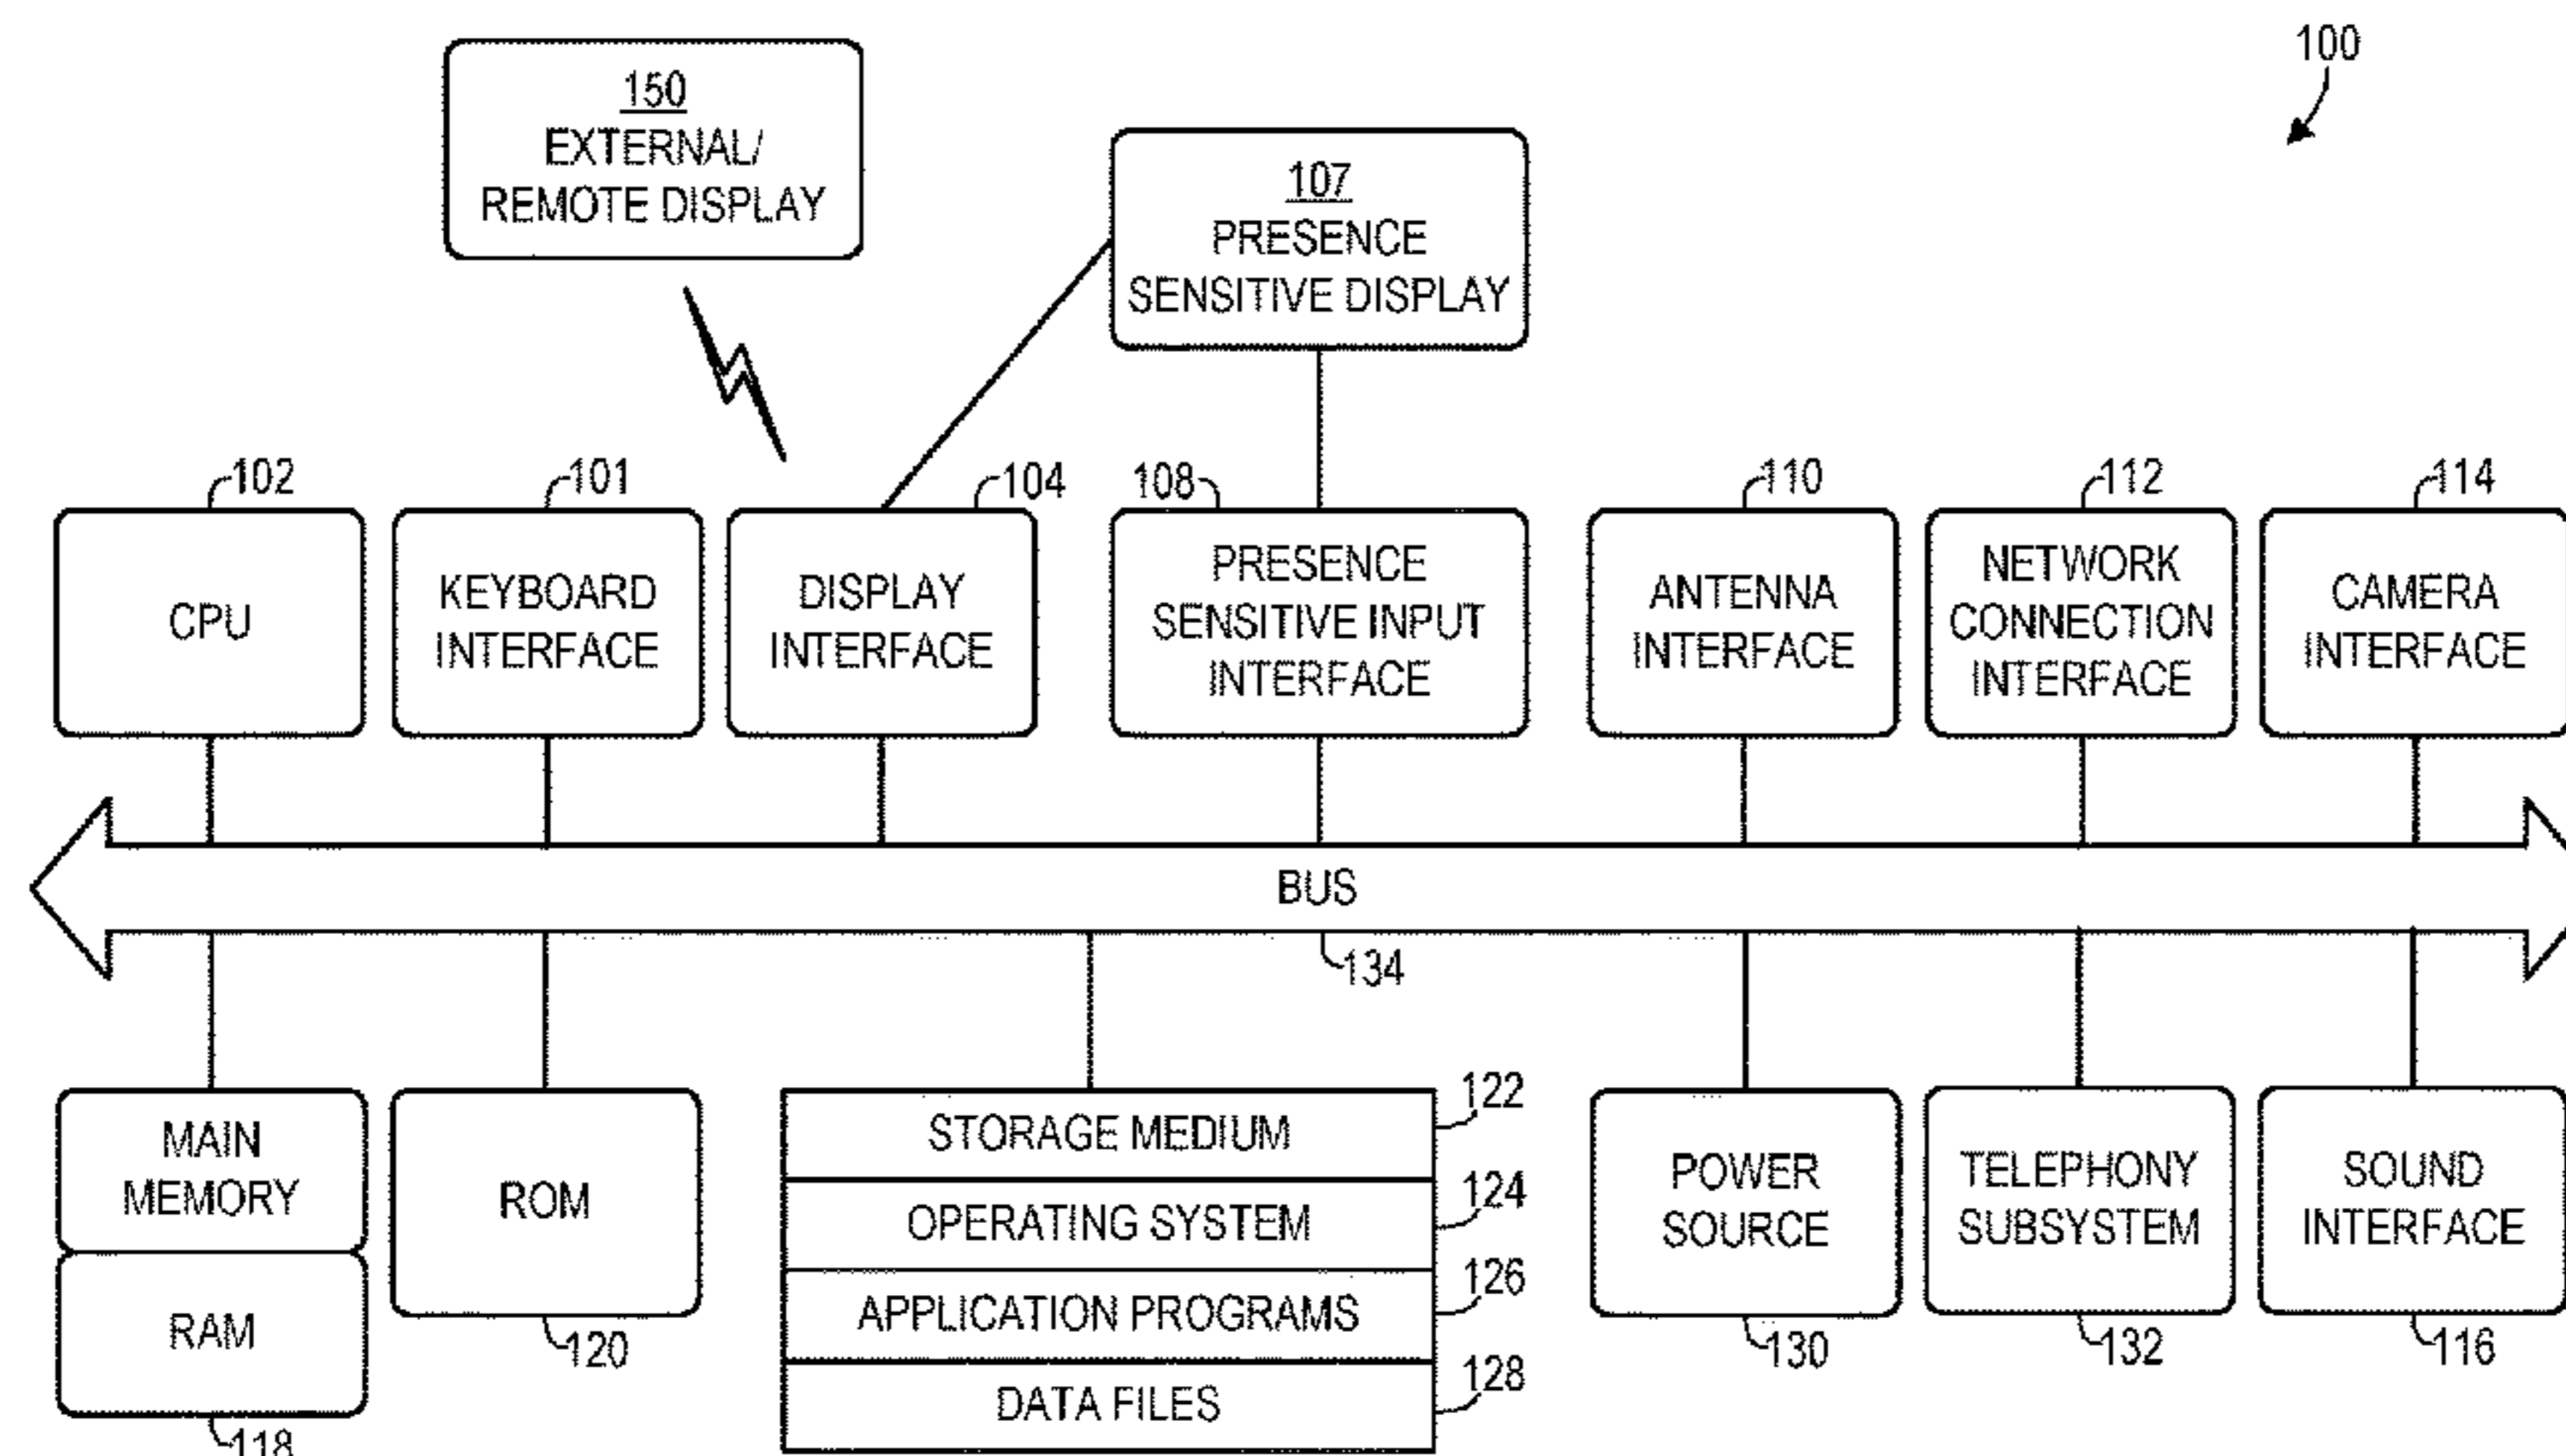 100
150
EXTERNAL/
REMOTE DISPLAY
107
PRESENCE
SENSITIVE DISPLAY
102
101
104
108
110
112
114
CPU
KEYBOARD
INTERFACE
DISPLAY
INTERFACE
PRESENCE
SENSITIVE INPUT
INTERFACE
ANTENNA
INTERFACE
NETWORK
CONNECTION
INTERFACE
CAMERA
INTERFACE
BUS
134
MAIN
MEMORY
RAM
118
ROM
120
STORAGE MEDIUM
122
OPERATING SYSTEM
124
APPLICATION PROGRAMS
126
DATA FILES
128
POWER
SOURCE
130
TELEPHONY
SUBSYSTEM
132
SOUND
INTERFACE
116